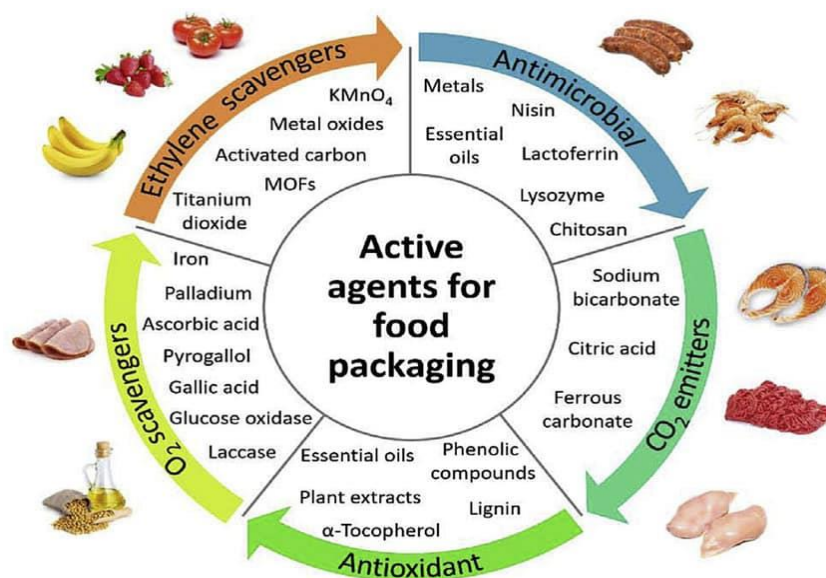 Active
agents for
food
packaging
Ethylene scavengers
KMnO₄
Metal oxides
Activated carbon
MOFs
Titanium
dioxide
Antimicrobial
Metals
Nisin
Essential
oils
Lactoferrin
Lysozyme
Chitosan
CO₂ emitters
Sodium
bicarbonate
Citric acid
Ferrous
carbonate
Antioxidant
Essential oils
Phenolic
compounds
Plant extracts
Lignin
α-Tocopherol
O₂ scavengers
Iron
Palladium
Ascorbic acid
Pyrogallol
Gallic acid
Glucose oxidase
Laccase